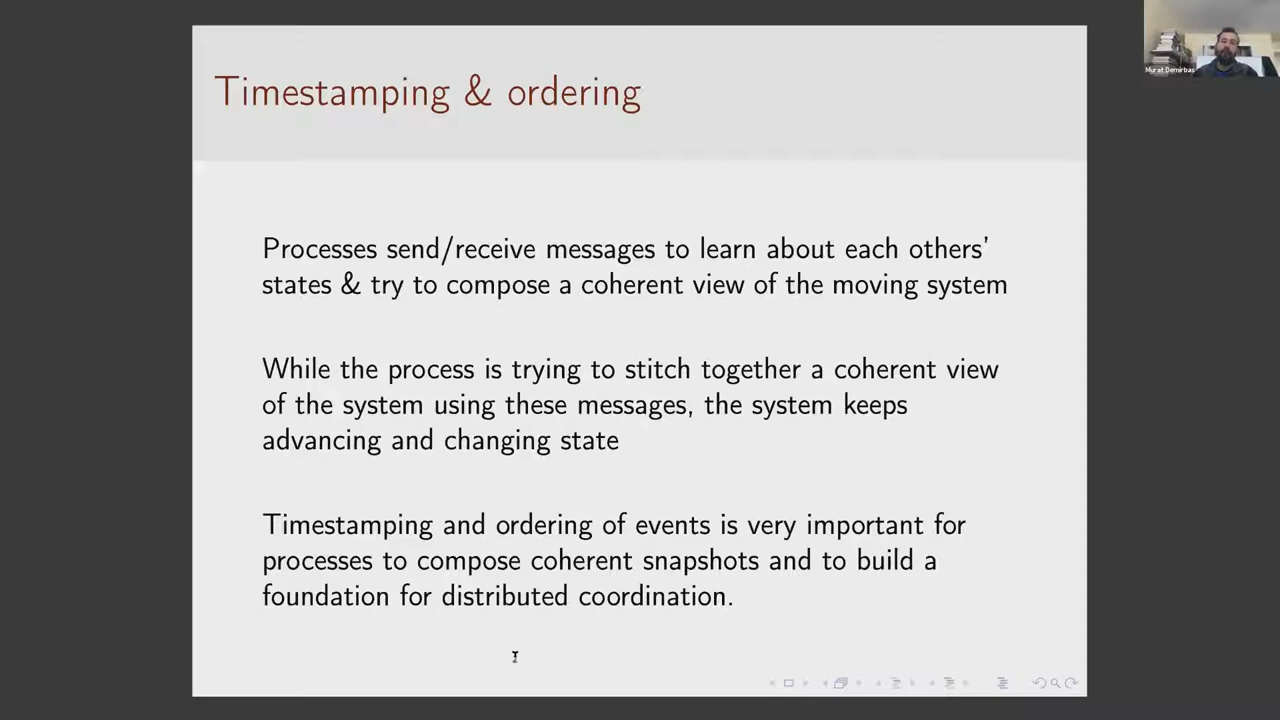 Timestamping & ordering
Murat Demirbas
Processes send/receive messages to learn about each others'
states & try to compose a coherent view of the moving system
While the process is trying to stitch together a coherent view
of the system using these messages, the system keeps
advancing and changing state
Timestamping and ordering of events is very important for
processes to compose coherent snapshots and to build a
foundation for distributed coordination.